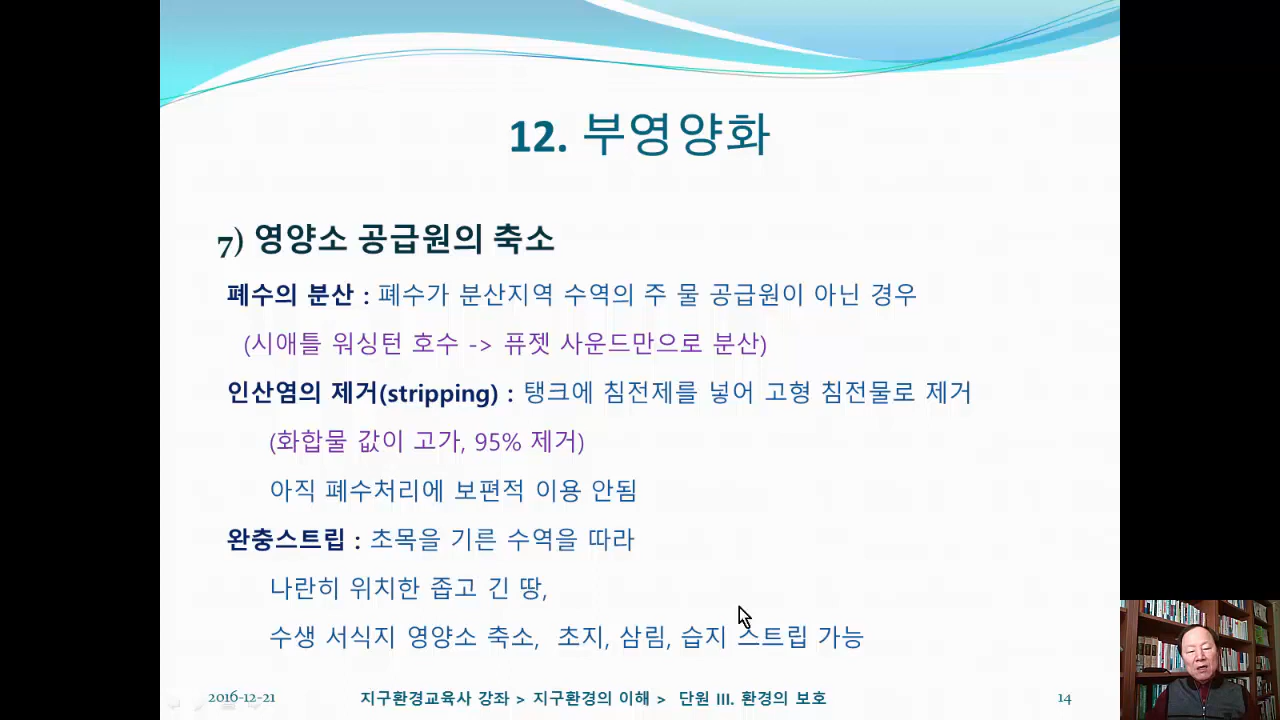 12. 부영양화
7) 영양소 공급원의 축소
폐수의 분산 : 폐수가 분산지역 수역의 주 물 공급원이 아닌 경우
(시애틀 워싱턴 호수 -> 퓨젯 사운드만으로 분산)
인산염의 제거(stripping) : 탱크에 침전제를 넣어 고형 침전물로 제거
(화합물 값이 고가, 95% 제거)
아직 폐수처리에 보편적 이용 안됨
완충스트립 : 초목을 기른 수역을 따라
나란히 위치한 좁고 긴 땅,
수생 서식지 영양소 축소, 초지, 삼림, 습지 스트립 가능
2016-12-21 지구환경교육사 강좌 > 지구환경의 이해 > 단원 III. 환경의 보호 14